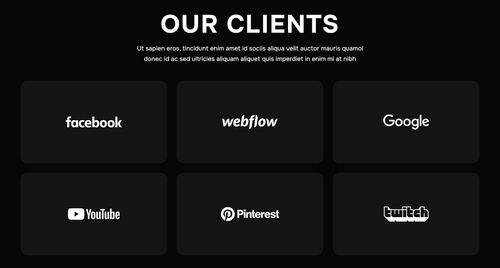 OUR CLIENTS
Ut sapien eros, tincidunt enim amet id sociis aliqua velit auctor mauris quamol
donec id ac sed ultricies aliquam aliquet quis imperdiet in enim mi at nibh
facebook
webflow
Google
YouTube
Pinterest
twitch